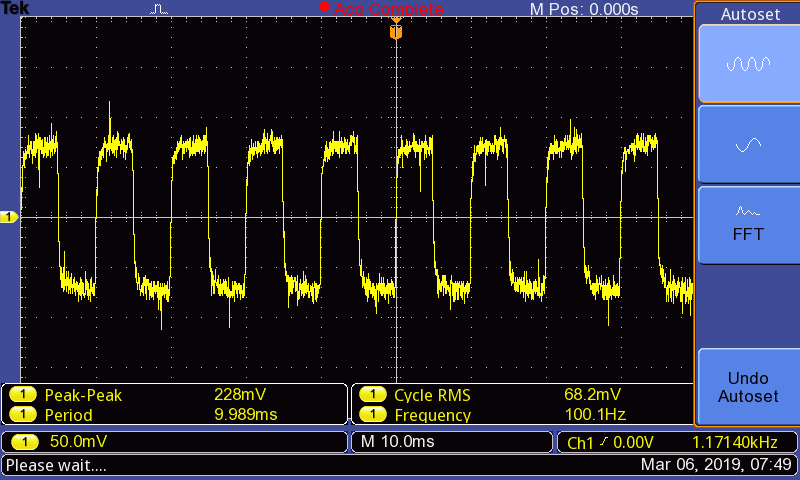 Tek
Acq Complete
M Pos: 0.000s
Autoset
T
1
FFT
Undo
Autoset
1 Peak-Peak 228mV
1 Cycle RMS 68.2mV
1 Period 9.989ms
1 Frequency 100.1Hz
1 50.0mV
M 10.0ms
Ch1 0.00V 1.17140kHz
Please wait....
Mar 06, 2019, 07:49